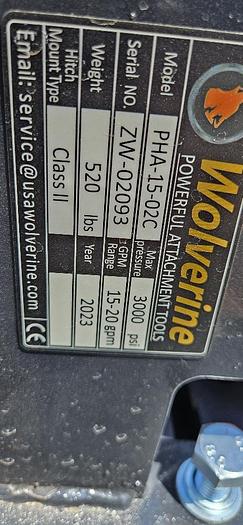 Wolverine
POWERFUL ATTACHMENT TOOLS
Model PHA-15-02C Max pressure 3000 psi
Serial NO. ZW-02093 GPM Range 15-20 gpm
Weight 520 lbs Year 2023
Hitch Mount Type Class II
Email: service@usawolverine.com CE